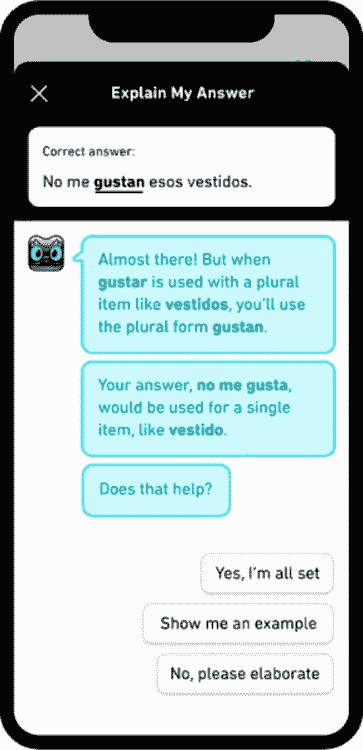 Explain My Answer
Correct answer:
No me gustan esos vestidos.
Almost there! But when
gustar is used with a plural
item like vestidos, you'll use
the plural form gustan.
Your answer, no me gusta,
would be used for a single
item, like vestido.
Does that help?
Yes, I'm all set
Show me an example
No, please elaborate